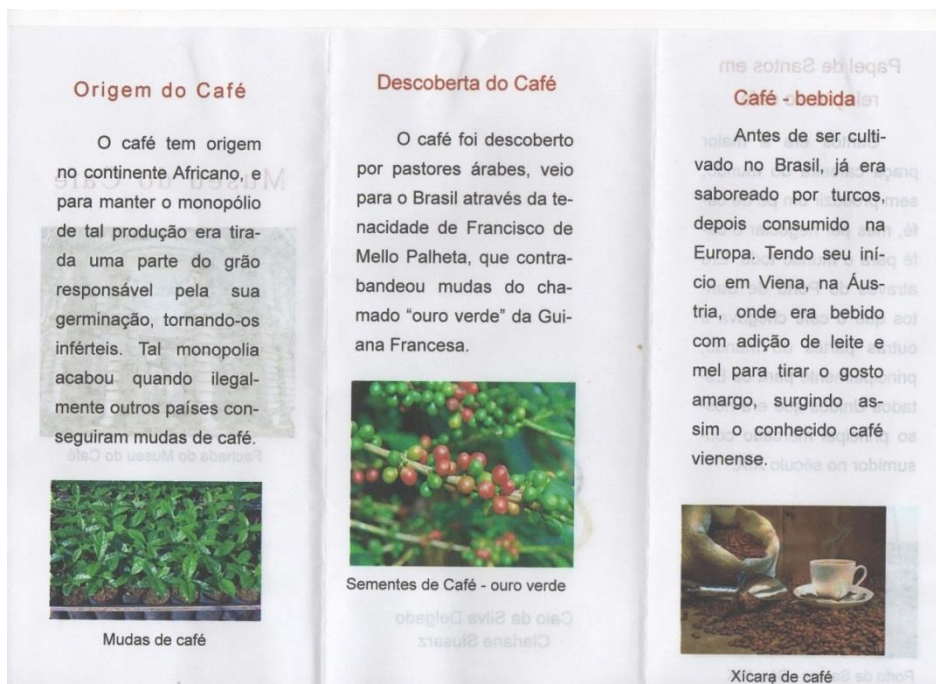 Origem do Café
O café tem origem
no continente Africano, e
para manter o monopólio
de tal produção era tira-
da uma parte do grão
responsável pela sua
germinação, tornando-os
inférteis. Tal monopolia
acabou quando ilegal-
mente outros países con-
seguiram mudas de café.
Mudas de café
Descoberta do Café
O café foi descoberto
por pastores árabes, veio
para o Brasil através da te-
nacidade de Francisco de
Mello Palheta, que contra-
bandeou mudas do cha-
mado “ouro verde” da Gui-
ana Francesa.
Sementes de Café - ouro verde
Café - bebida
Antes de ser culti-
vado no Brasil, já era
saboreado por turcos,
depois consumido na
Europa. Tendo seu iní-
cio em Viena, na Áus-
tria, onde era bebido
com adição de leite e
mel para tirar o gosto
amargo, surgindo as-
sim o conhecido café
vienense.
Xícara de café